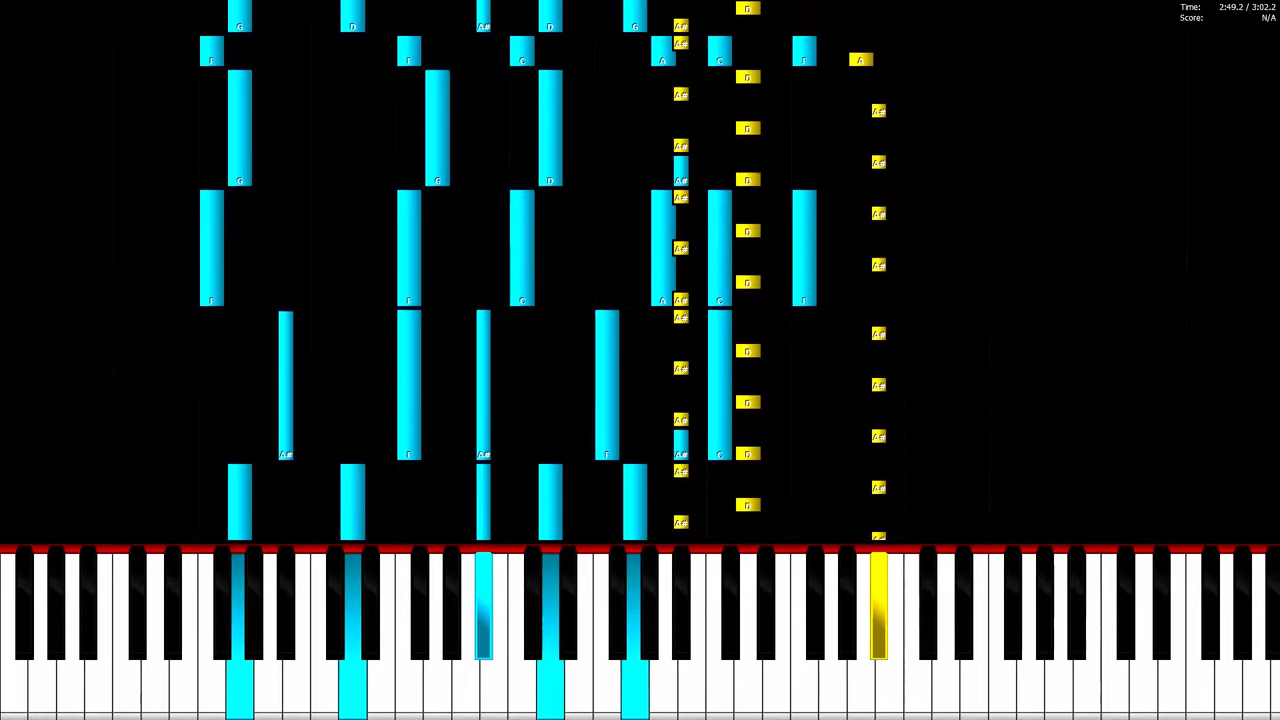 Time: 2:49.2 / 3:02.2
Score: N/A
D
G D A# D G A#
A#
F F C A C F A
D
A#
A#
D
A#
A#
G G D A# D
A#
A#
D
A#
A#
D
F F C A A# C F
A#
A#
D
A#
A#
D
A#
A#
A# F A# F A# C D
A#
A#
D
A#
A#